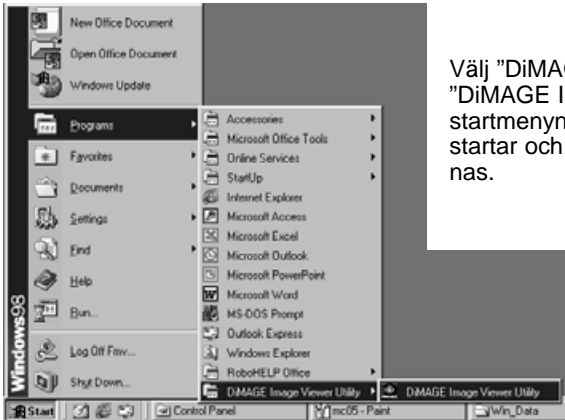 New Office Document
Open Office Document
Windows Update
Programs
Favorites
Documents
Settings
Find
Help
Run...
Log Off Fmv...
Shut Down...
Windows98
Accessories
Microsoft Office Tools
Online Services
StartUp
Internet Explorer
Microsoft Access
Microsoft Excel
Microsoft Outlook
Microsoft PowerPoint
Microsoft Word
MS-DOS Prompt
Outlook Express
Windows Explorer
RoboHELP Office
DiMAGE Image Viewer Utility
DiMAGE Image Viewer Utility
Start
Control Panel
mc05 - Paint
Win_Data
Välj "DiMAG
"DiMAGE I
startmenyn
startar och
nas.